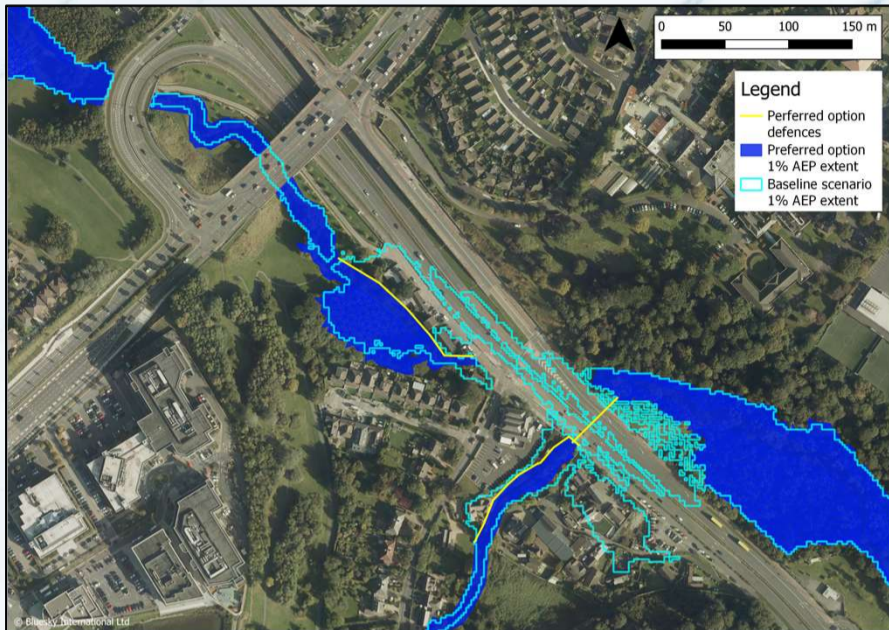 0 50 100 150 m
Legend
Perferred option
defences
Preferred option
1% AEP extent
Baseline scenario
1% AEP extent
© Bluesky International Ltd